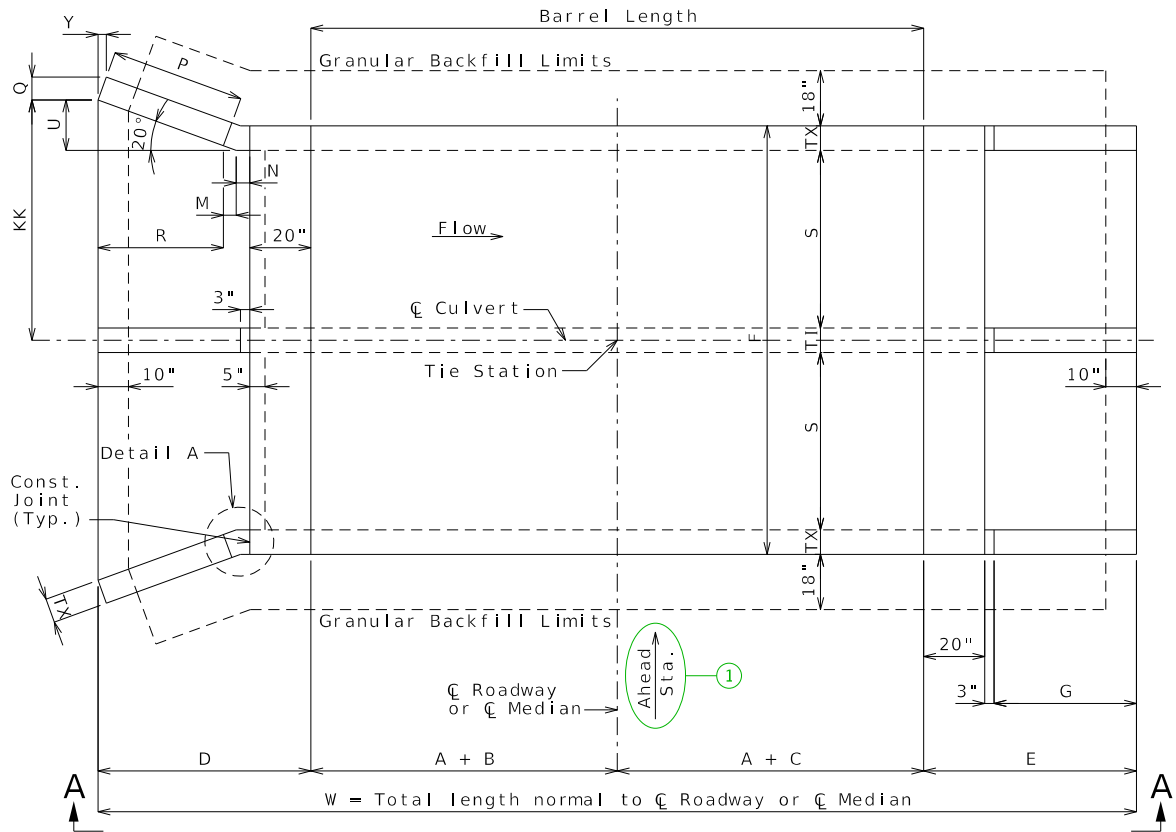 Barrel Length
Y
Granular Backfill Limits
P
Q
18"
U
20°
TX
N
M
KK
Flow
R
20"
S
3"
℄ Culvert
F
TI
Tie Station
10"
5"
10"
Detail A
S
Const.
Joint
(Typ.)
TX
TX
18"
Granular Backfill Limits
20"
Ahead
Sta.
1
3"
G
℄ Roadway
or ℄ Median
D
A + B
A + C
E
A
A
W = Total length normal to ℄ Roadway or ℄ Median